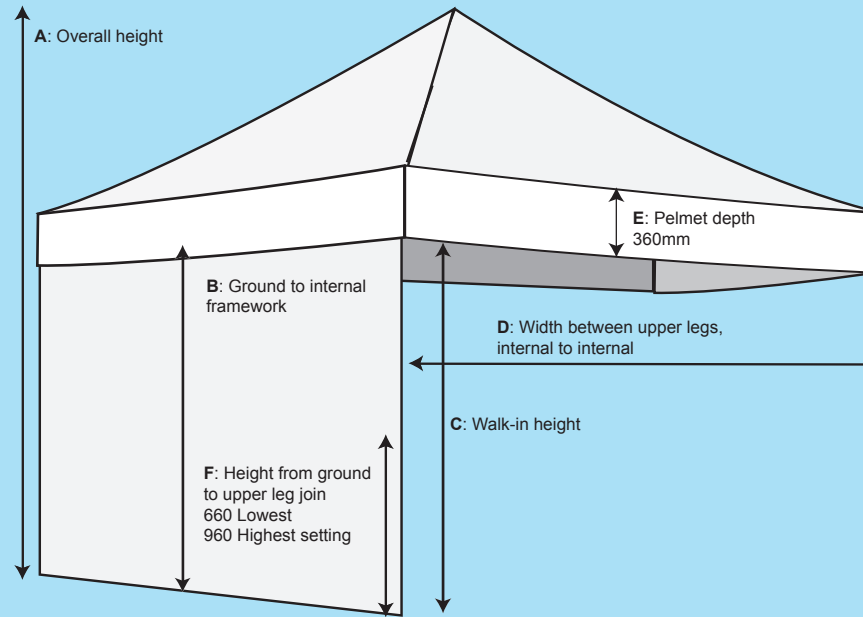 A: Overall height
E: Pelmet depth
360mm
B: Ground to internal
framework
D: Width between upper legs,
internal to internal
C: Walk-in height
F: Height from ground
to upper leg join
660 Lowest
960 Highest setting